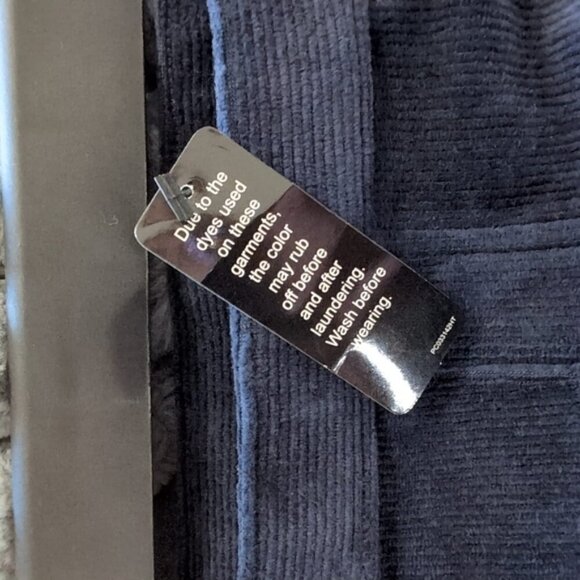 Due to the
dyes used
on these
garments,
the color
may rub
off before
and after
laundering.
Wash before
wearing.
PC033142HT